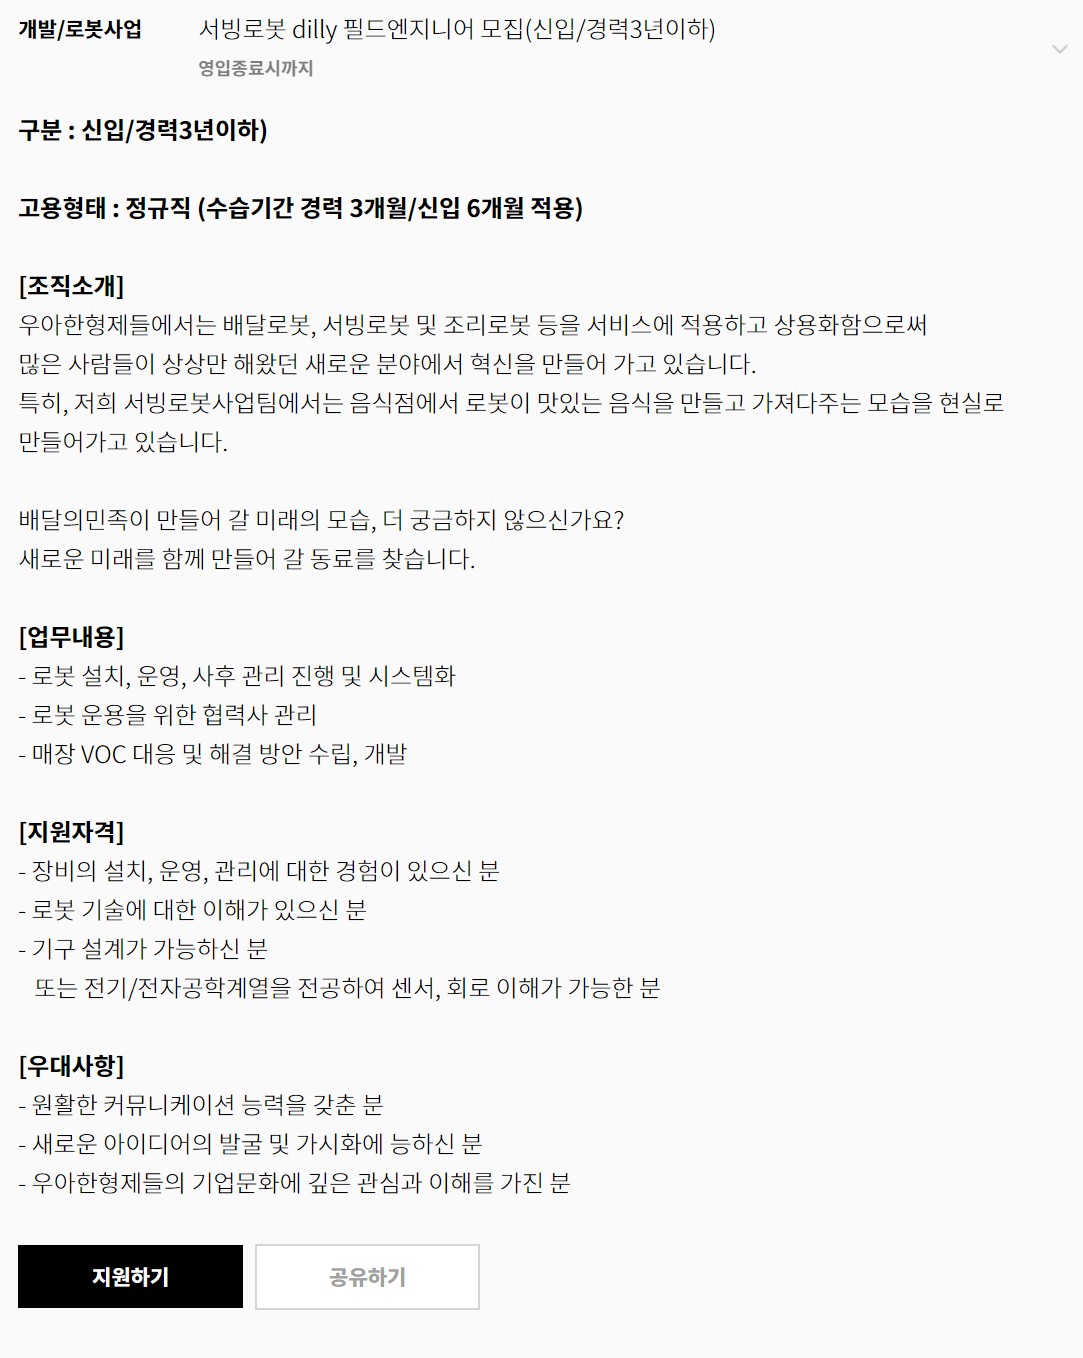 개발/로봇사업
서빙로봇 dilly 필드엔지니어 모집(신입/경력3년이하)
영입종료시까지
구분 : 신입/경력3년이하)
고용형태 : 정규직 (수습기간 경력 3개월/신입 6개월 적용)
[조직소개]
우아한형제들에서는 배달로봇, 서빙로봇 및 조리로봇 등을 서비스에 적용하고 상용화함으로써
많은 사람들이 상상만 해왔던 새로운 분야에서 혁신을 만들어 가고 있습니다.
특히, 저희 서빙로봇사업팀에서는 음식점에서 로봇이 맛있는 음식을 만들고 가져다주는 모습을 현실로
만들어가고 있습니다.
배달의민족이 만들어 갈 미래의 모습, 더 궁금하지 않으신가요?
새로운 미래를 함께 만들어 갈 동료를 찾습니다.
[업무내용]
- 로봇 설치, 운영, 사후 관리 진행 및 시스템화
- 로봇 운용을 위한 협력사 관리
- 매장 VOC 대응 및 해결 방안 수립, 개발
[지원자격]
- 장비의 설치, 운영, 관리에 대한 경험이 있으신 분
- 로봇 기술에 대한 이해가 있으신 분
- 기구 설계가 가능하신 분
또는 전기/전자공학계열을 전공하여 센서, 회로 이해가 가능한 분
[우대사항]
- 원활한 커뮤니케이션 능력을 갖춘 분
- 새로운 아이디어의 발굴 및 가시화에 능하신 분
- 우아한형제들의 기업문화에 깊은 관심과 이해를 가진 분
지원하기
공유하기